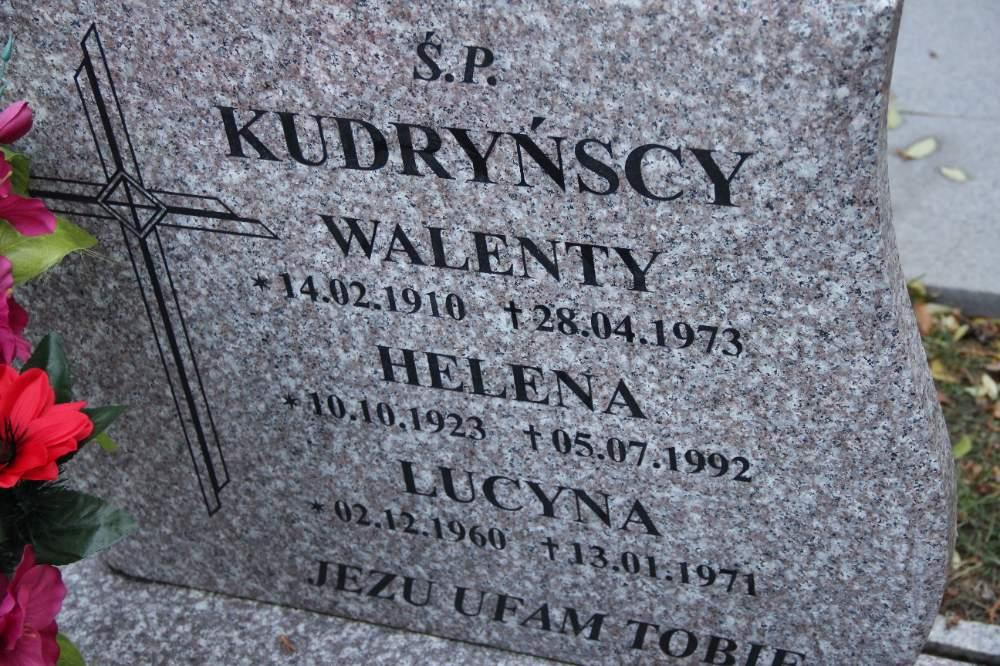 Ś.P.
KUDRYŃSCY
WALENTY
* 14.02.1910 † 28.04.1973
HELENA
* 10.10.1923 † 05.07.1992
LUCYNA
* 02.12.1960 † 13.01.1971
JEZU UFAM TOBIE